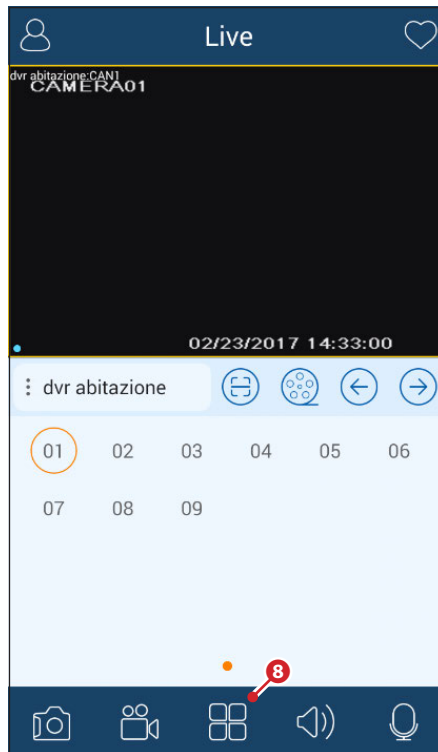 Live
dvr abitazione:CAN1
CAMERA01
02/23/2017 14:33:00
dvr abitazione
01 02 03 04 05 06
07 08 09
8